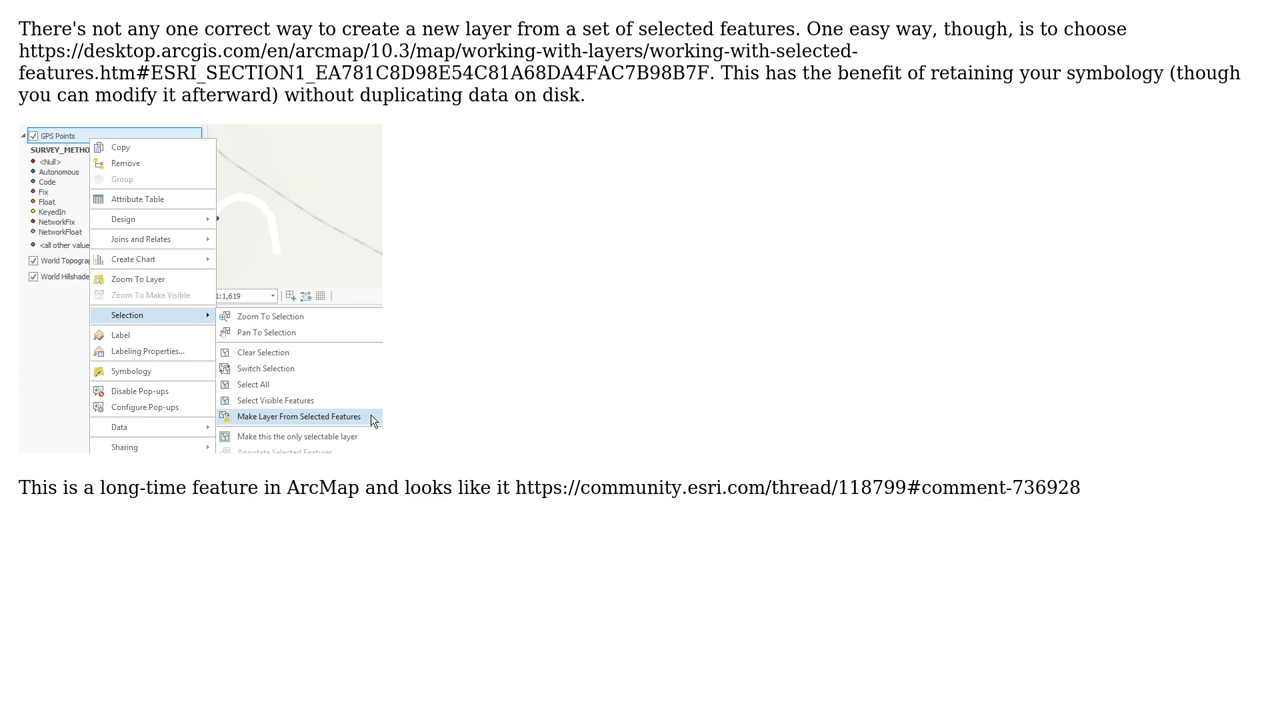 There's not any one correct way to create a new layer from a set of selected features. One easy way, though, is to choose
https://desktop.arcgis.com/en/arcmap/10.3/map/working-with-layers/working-with-selected-
features.htm#ESRI_SECTION1_EA781C8D98E54C81A68DA4FAC7B98B7F. This has the benefit of retaining your symbology (though
you can modify it afterward) without duplicating data on disk.
GPS Points
SURVEY_METHO
<Null>
Autonomous
Code
Fix
Float
KeyedIn
NetworkFix
NetworkFloat
<all other value
World Topogra
World Hillshade
Copy
Remove
Group
Attribute Table
Design
Joins and Relates
Create Chart
Zoom To Layer
Zoom To Make Visible
Selection
Label
Labeling Properties...
Symbology
Disable Pop-ups
Configure Pop-ups
Data
Sharing
1:1,619
Zoom To Selection
Pan To Selection
Clear Selection
Switch Selection
Select All
Select Visible Features
Make Layer From Selected Features
Make this the only selectable layer
Annotate Selected Features
This is a long-time feature in ArcMap and looks like it https://community.esri.com/thread/118799#comment-736928